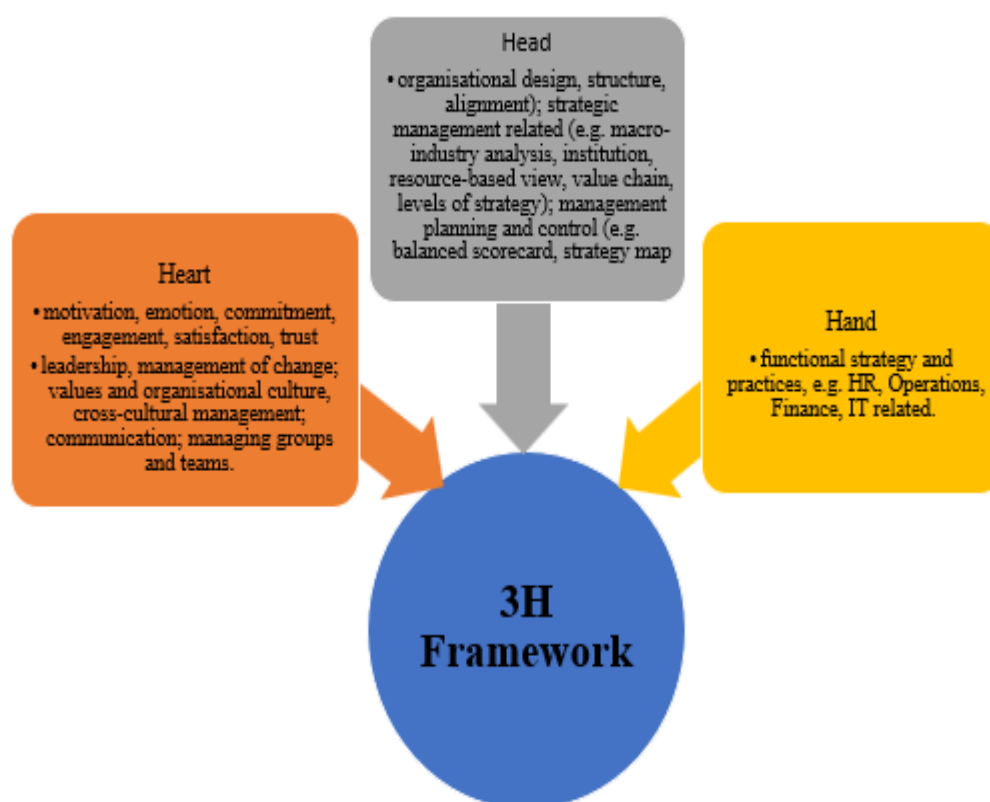 Head
• organisational design, structure,
alignment); strategic
management related (e.g. macro-
industry analysis, institution,
resource-based view, value chain,
levels of strategy); management
planning and control (e.g.
balanced scorecard, strategy map
Heart
• motivation, emotion, commitment,
engagement, satisfaction, trust
• leadership, management of change;
values and organisational culture,
cross-cultural management;
communication; managing groups
and teams.
Hand
• functional strategy and
practices, e.g. HR, Operations,
Finance, IT related.
3H
Framework